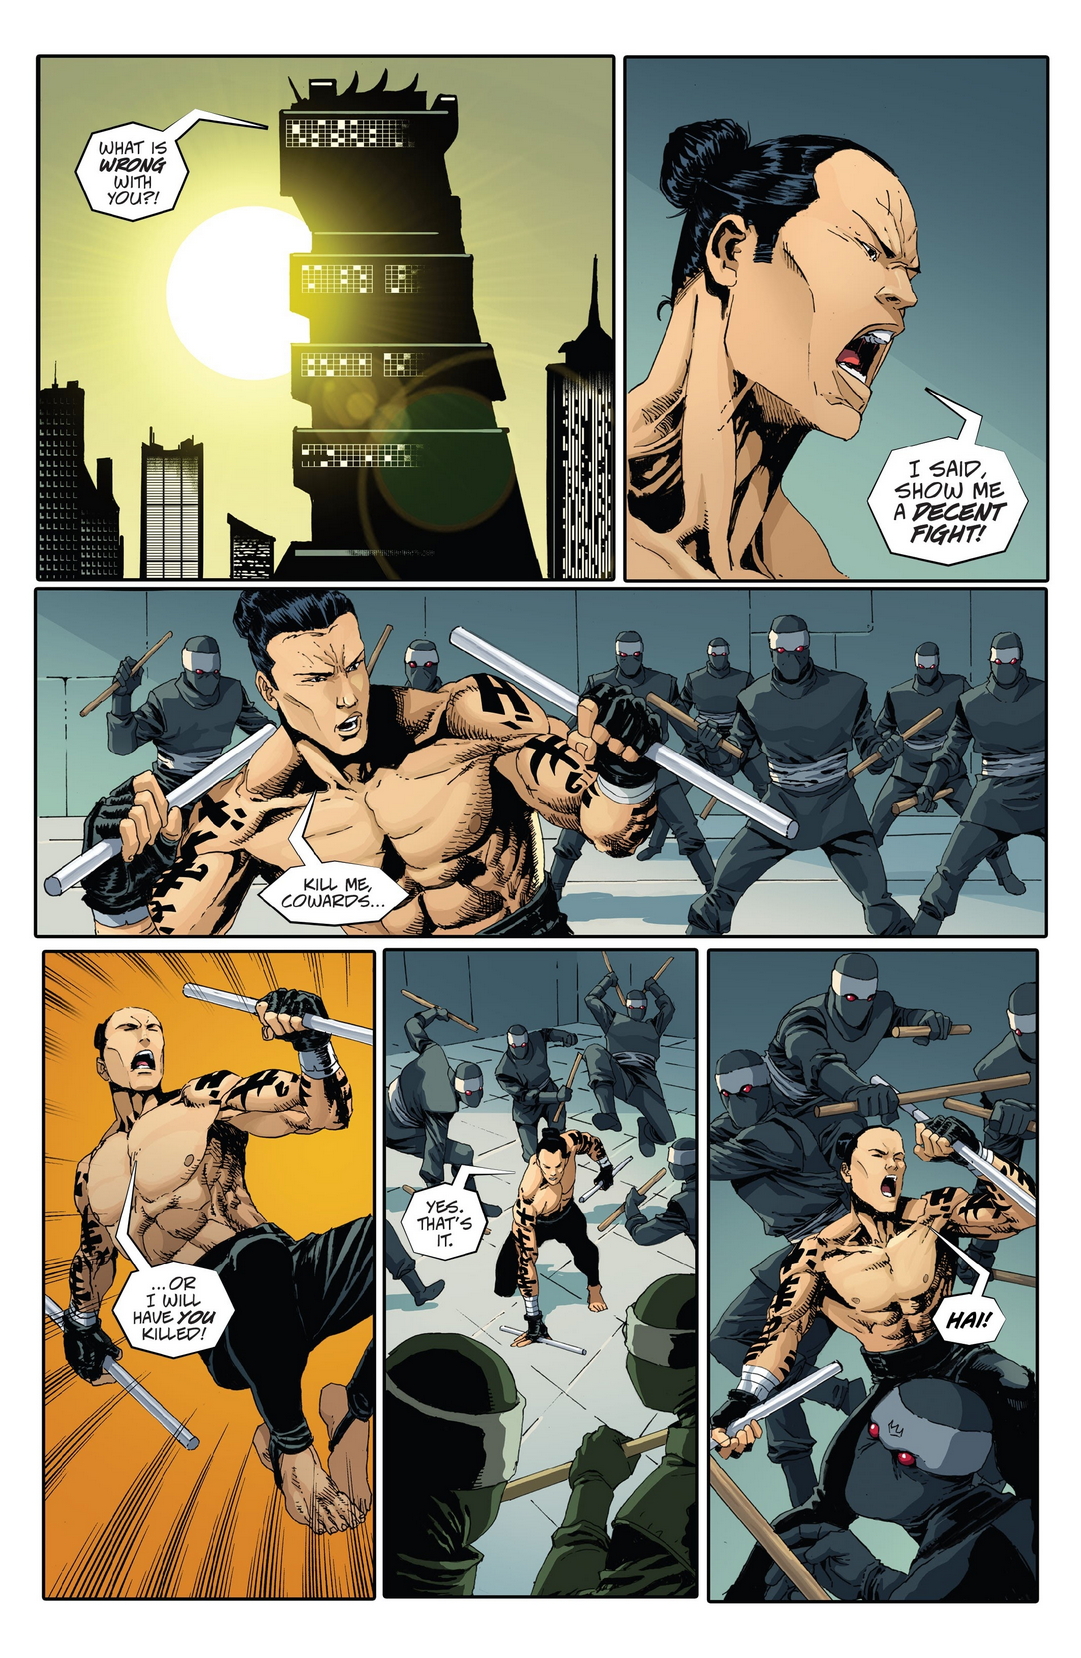 WHAT IS
WRONG
WITH
YOU?!
I SAID,
SHOW ME
A DECENT
FIGHT!
KILL ME,
COWARDS...
...OR
I WILL
HAVE YOU
KILLED!
YES.
THAT'S
IT.
HAI!